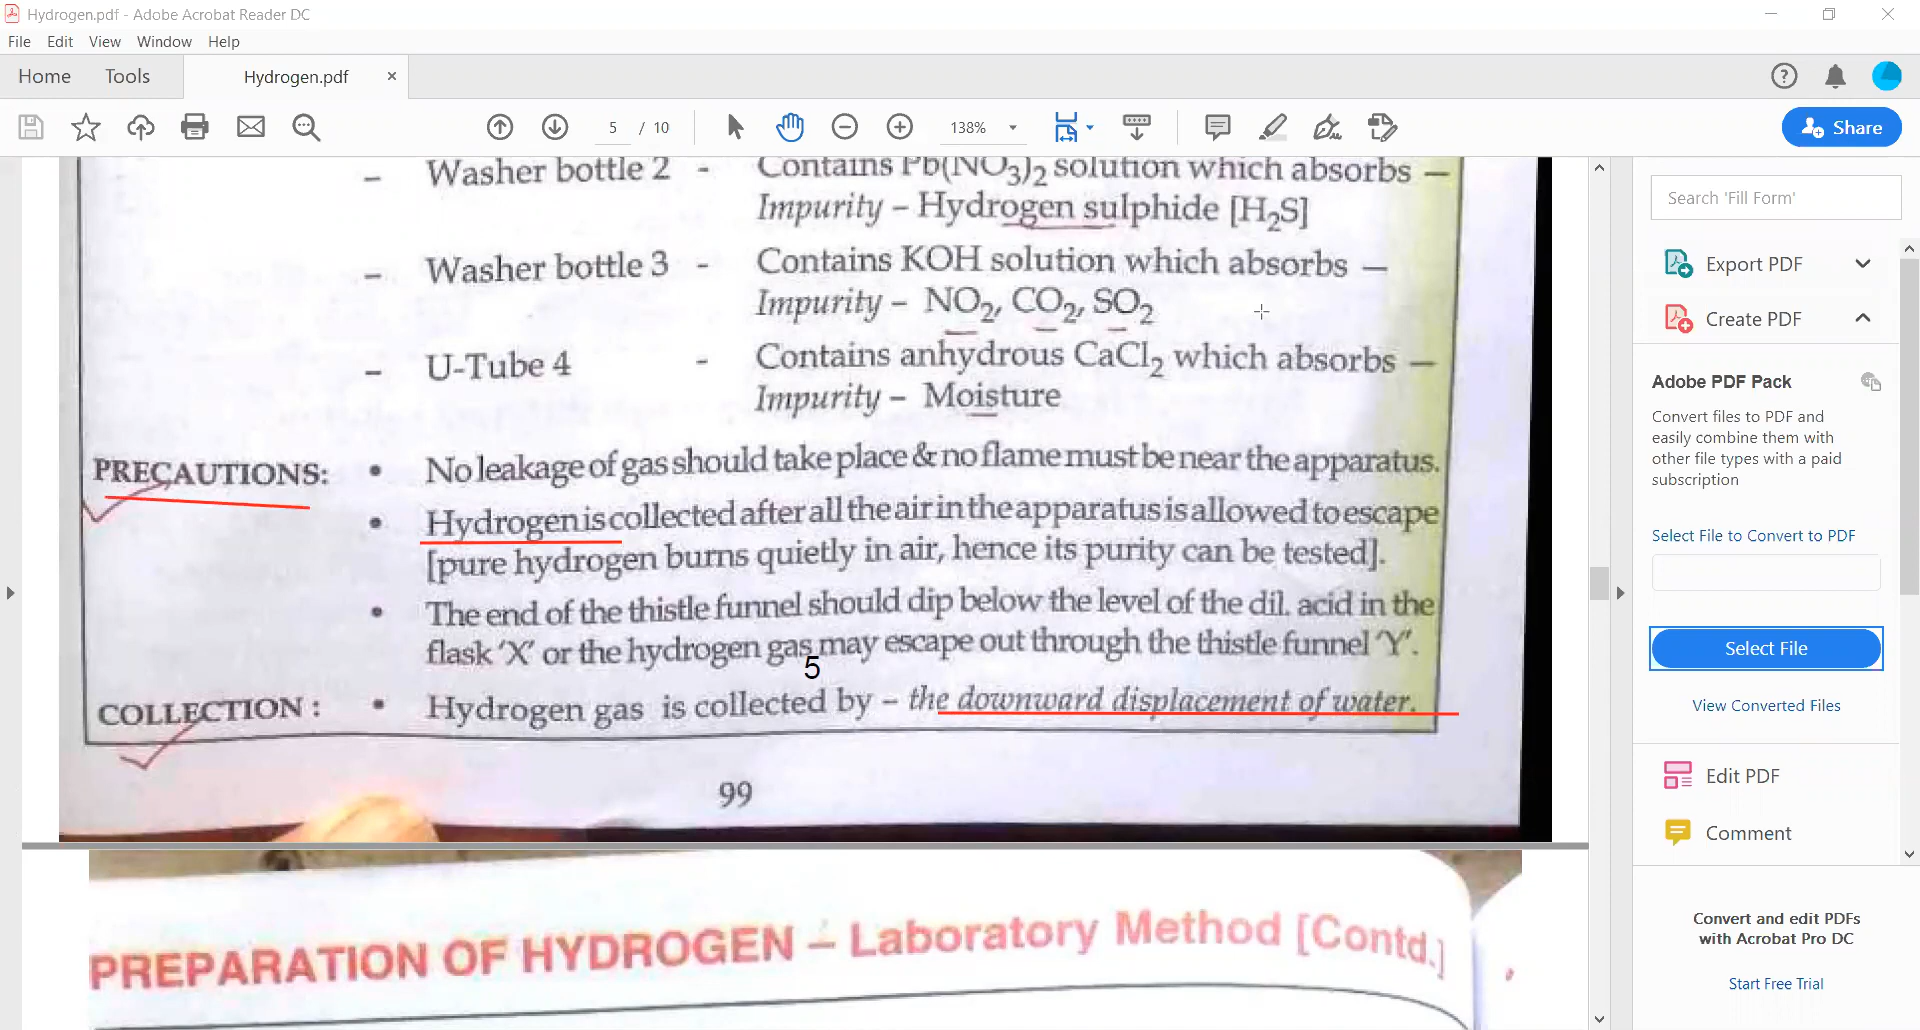 Hydrogen.pdf - Adobe Acrobat Reader DC
File Edit View Window Help
Home Tools Hydrogen.pdf ×
5 / 10 138% Share
– Washer bottle 2 - Contains Pb(NO₃)₂ solution which absorbs —
Impurity – Hydrogen sulphide [H₂S]
– Washer bottle 3 - Contains KOH solution which absorbs —
Impurity – NO₂, CO₂, SO₂
– U-Tube 4 - Contains anhydrous CaCl₂ which absorbs —
Impurity – Moisture
PRECAUTIONS: • No leakage of gas should take place & no flame must be near the apparatus.
• Hydrogen is collected after all the air in the apparatus is allowed to escape
[pure hydrogen burns quietly in air, hence its purity can be tested].
• The end of the thistle funnel should dip below the level of the dil. acid in the
flask ‘X’ or the hydrogen gas may escape out through the thistle funnel ‘Y’.
5
COLLECTION : • Hydrogen gas is collected by – the downward displacement of water.
99
PREPARATION OF HYDROGEN – Laboratory Method [Contd.]
Search 'Fill Form'
Export PDF
Create PDF
Adobe PDF Pack
Convert files to PDF and
easily combine them with
other file types with a paid
subscription
Select File to Convert to PDF
Select File
View Converted Files
Edit PDF
Comment
Convert and edit PDFs
with Acrobat Pro DC
Start Free Trial